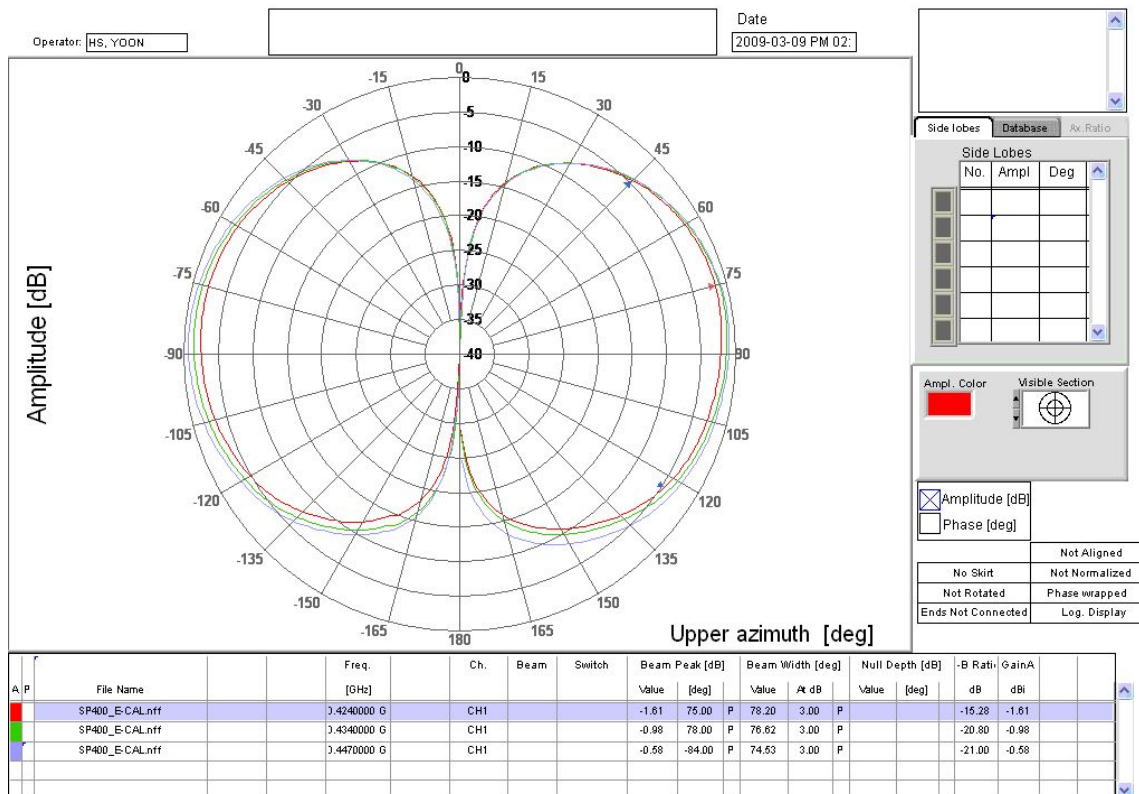 Date
Operator: HS, YOON
2009-03-09 PM 02:
0
-15
15
-30
30
-45
45
-60
60
-75
75
-90
90
-105
105
-120
120
-135
135
-150
150
-165
165
180
0
-5
-10
-15
-20
-25
-30
-35
-40
Amplitude [dB]
Upper azimuth [deg]
Side lobes Database Ax.Ratio
Side Lobes
No. Ampl Deg
Ampl. Color Visible Section
Amplitude [dB]
Phase [deg]
Not Aligned
No Skirt Not Normalized
Not Rotated Phase wrapped
Ends Not Connected Log. Display
Freq. Ch. Beam Switch Beam Peak [dB] Beam Width [deg] Null Depth [dB] -B Rati GainA
A P File Name [GHz] Value [deg] Value At dB Value [deg] dB dBi
SP400_E-CAL.nff 0.4240000 G CH1 -1.61 75.00 P 78.20 3.00 P -15.28 -1.61
SP400_E-CAL.nff 0.4340000 G CH1 -0.98 78.00 P 76.62 3.00 P -20.80 -0.98
SP400_E-CAL.nff 0.4470000 G CH1 -0.58 -84.00 P 74.53 3.00 P -21.00 -0.58